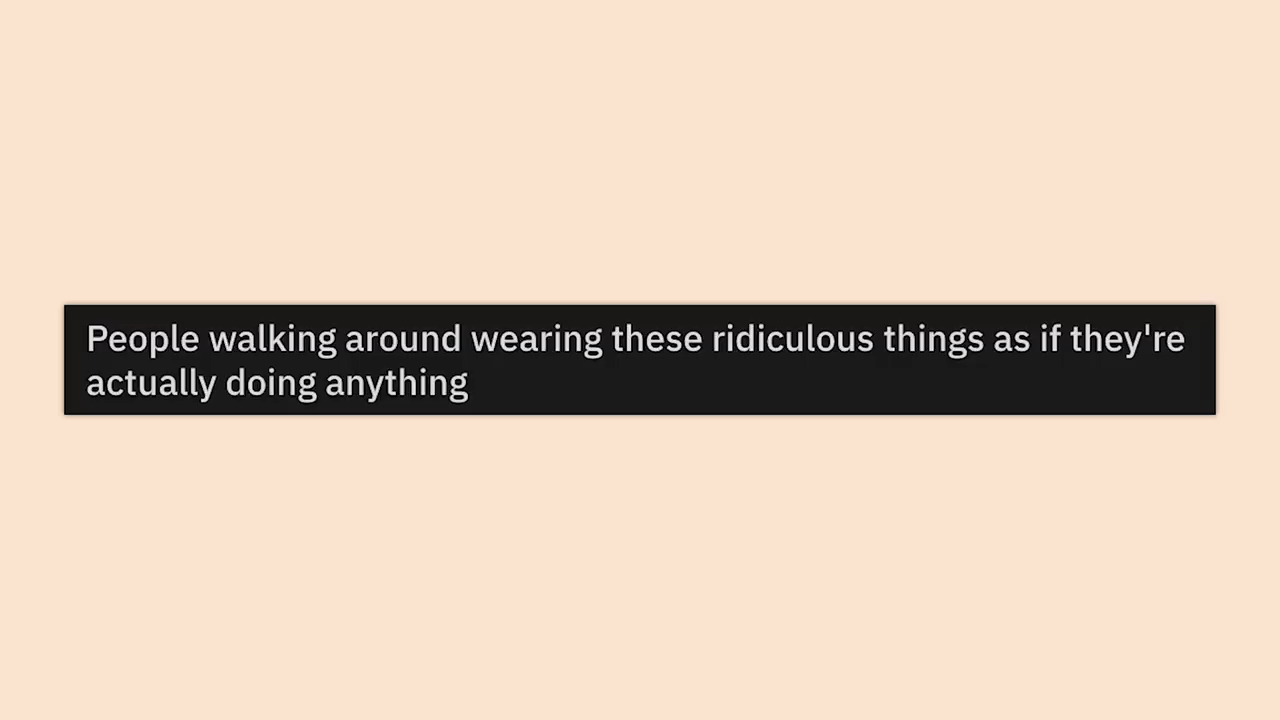 People walking around wearing these ridiculous things as if they're
actually doing anything